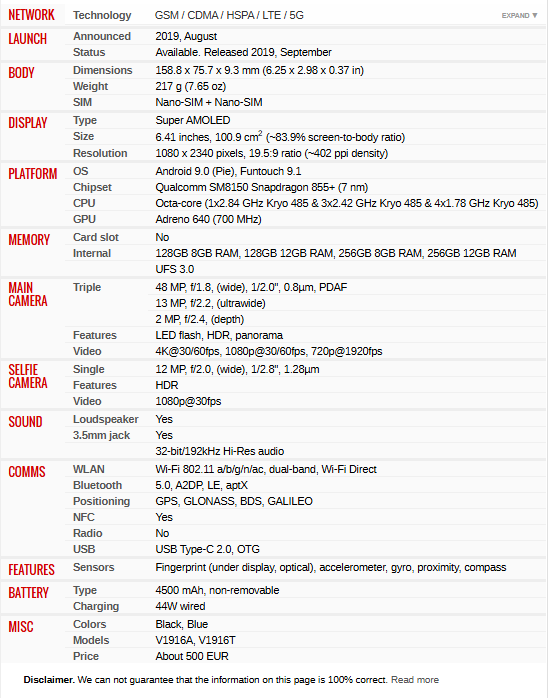 NETWORK Technology GSM / CDMA / HSPA / LTE / 5G EXPAND ▼
LAUNCH Announced 2019, August
Status Available. Released 2019, September
BODY Dimensions 158.8 x 75.7 x 9.3 mm (6.25 x 2.98 x 0.37 in)
Weight 217 g (7.65 oz)
SIM Nano-SIM + Nano-SIM
DISPLAY Type Super AMOLED
Size 6.41 inches, 100.9 cm2 (~83.9% screen-to-body ratio)
Resolution 1080 x 2340 pixels, 19.5:9 ratio (~402 ppi density)
PLATFORM OS Android 9.0 (Pie), Funtouch 9.1
Chipset Qualcomm SM8150 Snapdragon 855+ (7 nm)
CPU Octa-core (1x2.84 GHz Kryo 485 & 3x2.42 GHz Kryo 485 & 4x1.78 GHz Kryo 485)
GPU Adreno 640 (700 MHz)
MEMORY Card slot No
Internal 128GB 8GB RAM, 128GB 12GB RAM, 256GB 8GB RAM, 256GB 12GB RAM
UFS 3.0
MAIN CAMERA Triple 48 MP, f/1.8, (wide), 1/2.0", 0.8µm, PDAF
13 MP, f/2.2, (ultrawide)
2 MP, f/2.4, (depth)
Features LED flash, HDR, panorama
Video 4K@30/60fps, 1080p@30/60fps, 720p@1920fps
SELFIE CAMERA Single 12 MP, f/2.0, (wide), 1/2.8", 1.28µm
Features HDR
Video 1080p@30fps
SOUND Loudspeaker Yes
3.5mm jack Yes
32-bit/192kHz Hi-Res audio
COMMS WLAN Wi-Fi 802.11 a/b/g/n/ac, dual-band, Wi-Fi Direct
Bluetooth 5.0, A2DP, LE, aptX
Positioning GPS, GLONASS, BDS, GALILEO
NFC Yes
Radio No
USB USB Type-C 2.0, OTG
FEATURES Sensors Fingerprint (under display, optical), accelerometer, gyro, proximity, compass
BATTERY Type 4500 mAh, non-removable
Charging 44W wired
MISC Colors Black, Blue
Models V1916A, V1916T
Price About 500 EUR
Disclaimer. We can not guarantee that the information on this page is 100% correct. Read more